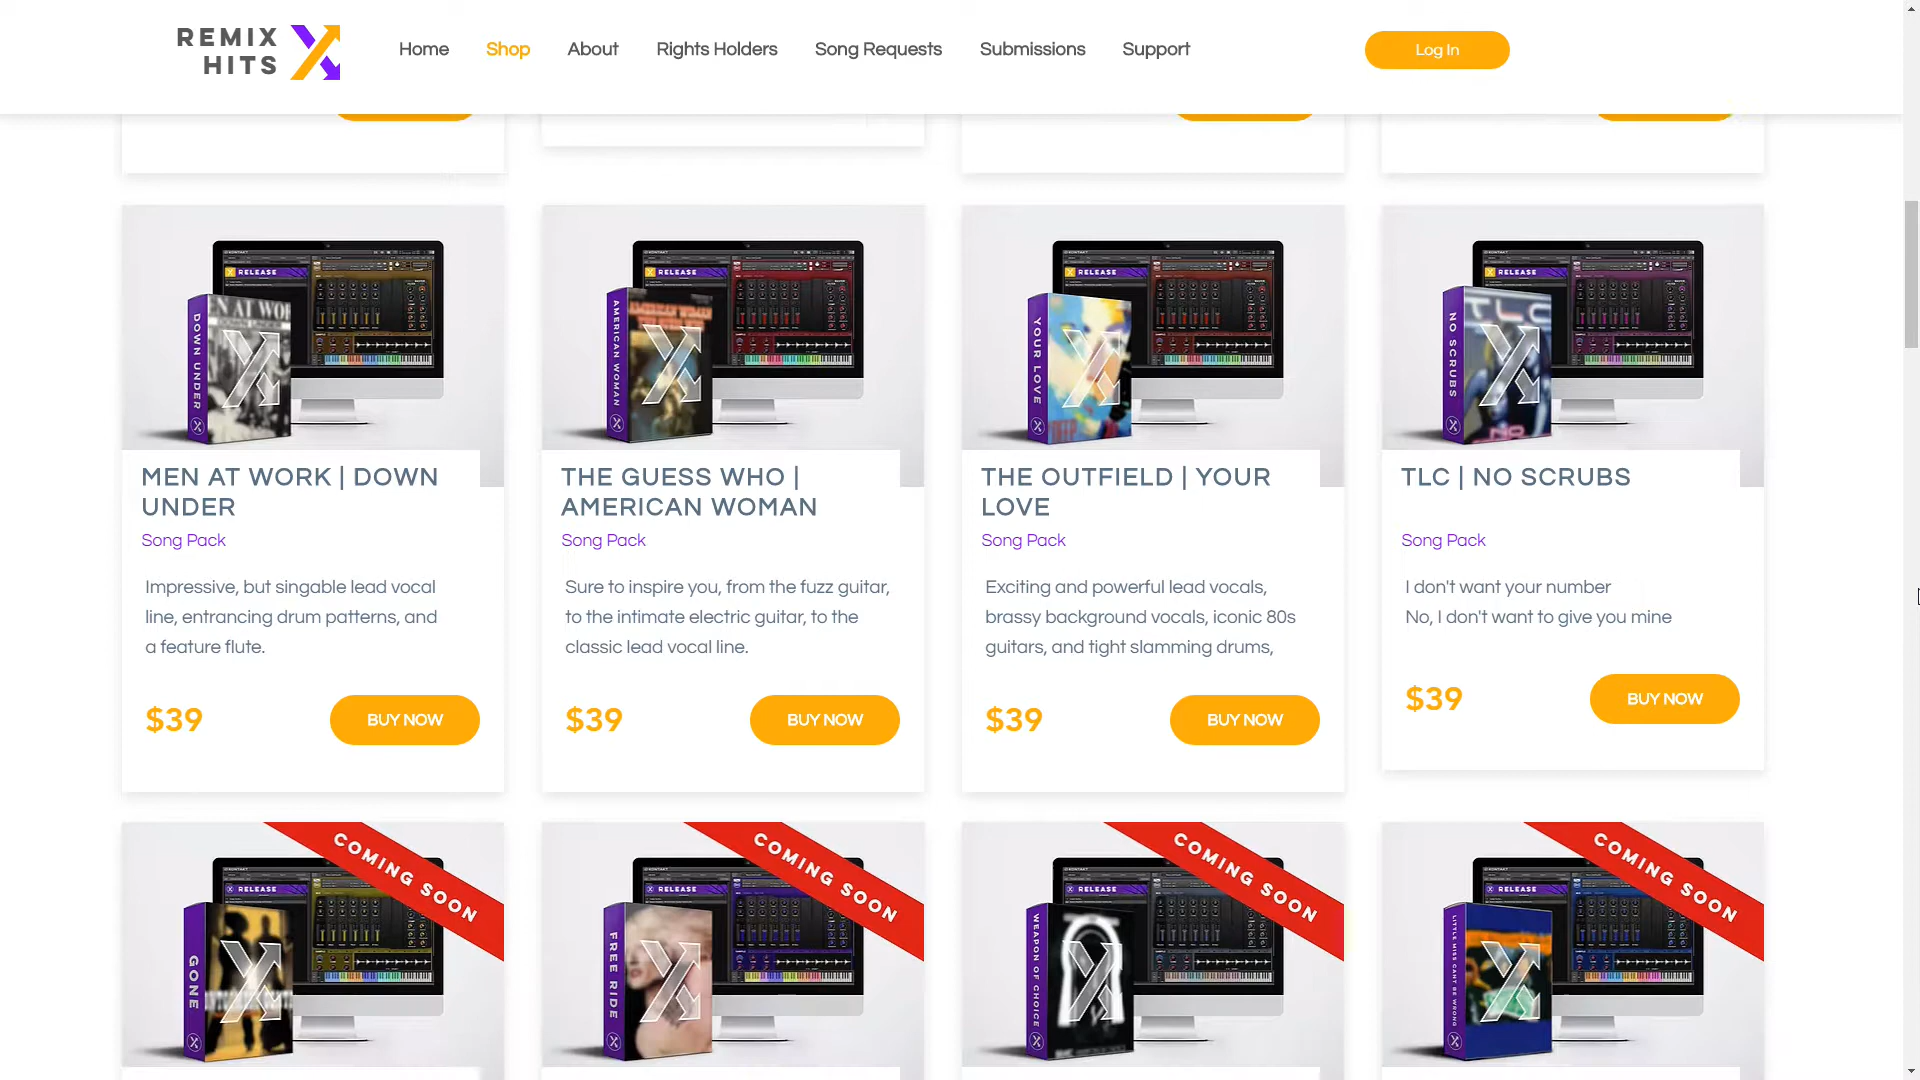 REMIX
HITS
Home
Shop
About
Rights Holders
Song Requests
Submissions
Support
Log In
RELEASE
DOWN UNDER
RELEASE
AMERICAN WOMAN
RELEASE
YOUR LOVE
RELEASE
NO SCRUBS
TLC
MEN AT WORK | DOWN
UNDER
Song Pack
Impressive, but singable lead vocal
line, entrancing drum patterns, and
a feature flute.
$39
BUY NOW
THE GUESS WHO |
AMERICAN WOMAN
Song Pack
Sure to inspire you, from the fuzz guitar,
to the intimate electric guitar, to the
classic lead vocal line.
$39
BUY NOW
THE OUTFIELD | YOUR
LOVE
Song Pack
Exciting and powerful lead vocals,
brassy background vocals, iconic 80s
guitars, and tight slamming drums,
$39
BUY NOW
TLC | NO SCRUBS
Song Pack
I don't want your number
No, I don't want to give you mine
$39
BUY NOW
COMING SOON
RELEASE
GONE
COMING SOON
RELEASE
FREE RIDE
COMING SOON
RELEASE
WEAPON OF CHOICE
COMING SOON
RELEASE
LITTLE MISS CANT BE WRONG